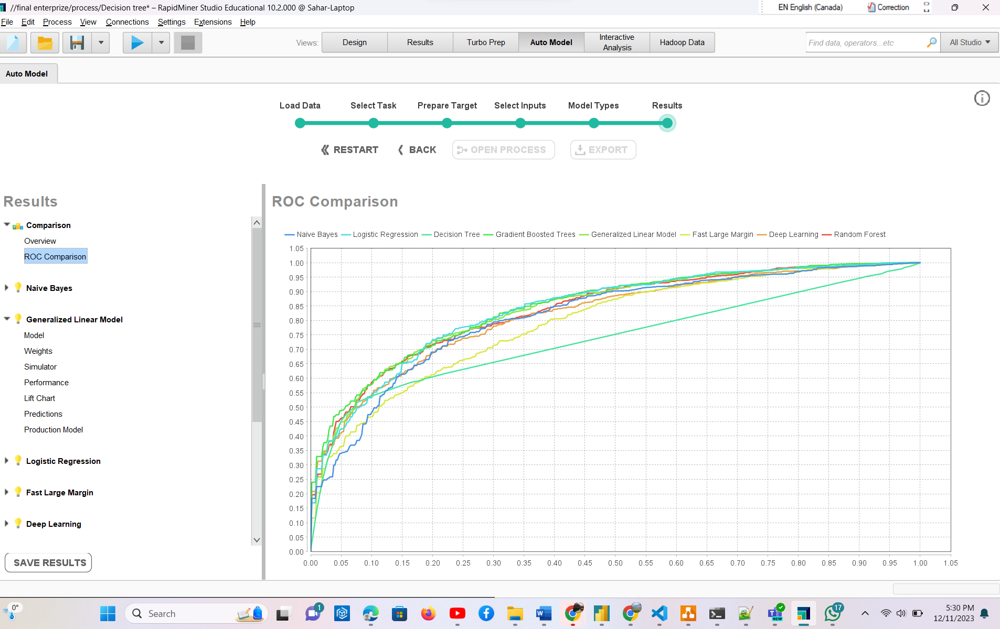 //final enterprize/process/Decision tree* – RapidMiner Studio Educational 10.2.000 @ Sahar-Laptop
EN English (Canada) Correction
File Edit Process View Connections Settings Extensions Help
Views: Design Results Turbo Prep Auto Model Interactive Analysis Hadoop Data
Find data, operators...etc All Studio
Auto Model
Load Data Select Task Prepare Target Select Inputs Model Types Results
RESTART BACK OPEN PROCESS EXPORT
Results
Comparison
Overview
ROC Comparison
Naive Bayes
Generalized Linear Model
Model
Weights
Simulator
Performance
Lift Chart
Predictions
Production Model
Logistic Regression
Fast Large Margin
Deep Learning
SAVE RESULTS
ROC Comparison
Naive Bayes Logistic Regression Decision Tree Gradient Boosted Trees Generalized Linear Model Fast Large Margin Deep Learning Random Forest
1.05
1.00
0.95
0.90
0.85
0.80
0.75
0.70
0.65
0.60
0.55
0.50
0.45
0.40
0.35
0.30
0.25
0.20
0.15
0.10
0.05
0.00
0.00 0.05 0.10 0.15 0.20 0.25 0.30 0.35 0.40 0.45 0.50 0.55 0.60 0.65 0.70 0.75 0.80 0.85 0.90 0.95 1.00 1.05
0°
Search
1
W
NEW
17
5:30 PM
12/11/2023